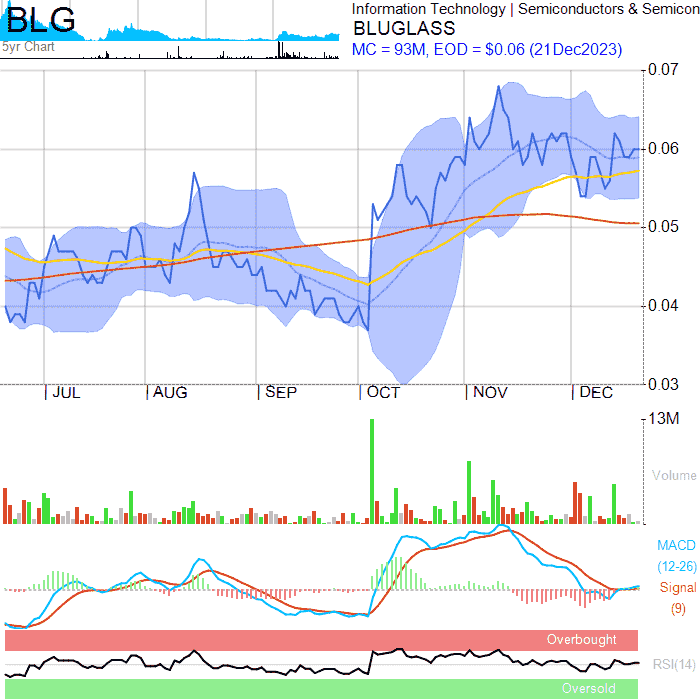 BLG
5yr Chart
Information Technology | Semiconductors & Semicon
BLUGLASS
MC = 93M, EOD = $0.06 (21Dec2023)
0.07
0.06
0.05
0.04
0.03
JUL AUG SEP OCT NOV DEC
13M
Volume
MACD
(12-26)
Signal
(9)
Overbought
RSI(14)
Oversold